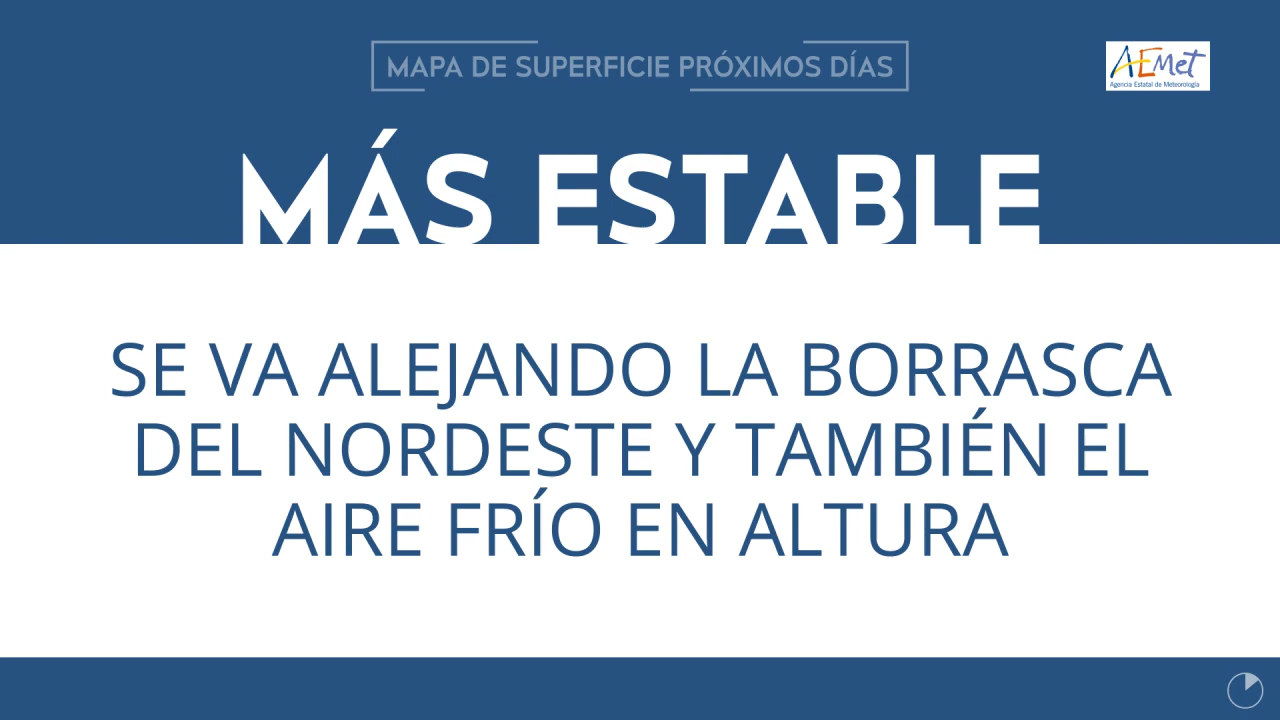 MAPA DE SUPERFICIE PRÓXIMOS DÍAS
AEMet
Agencia Estatal de Meteorología
MÁS ESTABLE
SE VA ALEJANDO LA BORRASCA
DEL NORDESTE Y TAMBIÉN EL
AIRE FRÍO EN ALTURA